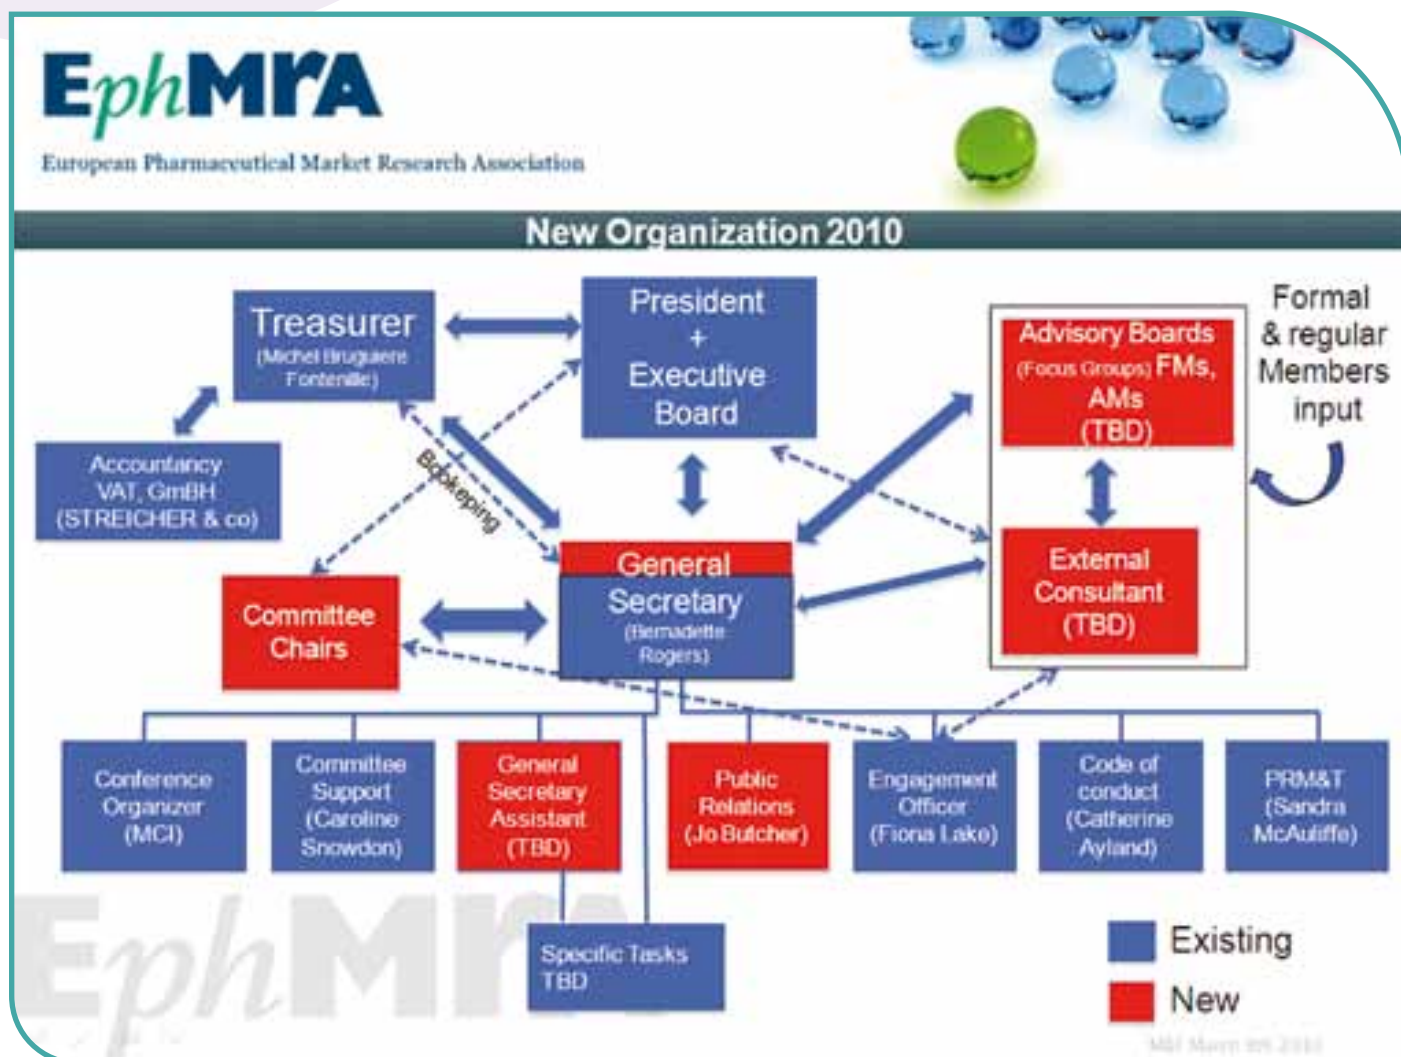 EphMRA
European Pharmaceutical Market Research Association
New Organization 2010
Treasurer
(Michel Bruguiere
Fontenille)
President
+
Executive
Board
Advisory Boards
(Focus Groups) FMs,
AMs
(TBD)
Formal
& regular
Members
input
Accountancy
VAT, GmBH
(STREICHER & co)
Bookeping
General
Secretary
(Bernadette
Rogers)
External
Consultant
(TBD)
Committee
Chairs
Conference
Organizer
(MCI)
Committee
Support
(Caroline
Snowdon)
General
Secretary
Assistant
(TBD)
Public
Relations
(Jo Butcher)
Engagement
Officer
(Fiona Lake)
Code of
conduct
(Catherine
Ayland)
PRM&T
(Sandra
McAuliffe)
Specific Tasks
TBD
Existing
New
EphMRA
March 2010